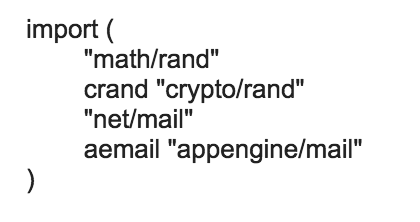 import (
"math/rand"
crand "crypto/rand"
"net/mail"
aemail "appengine/mail"
)